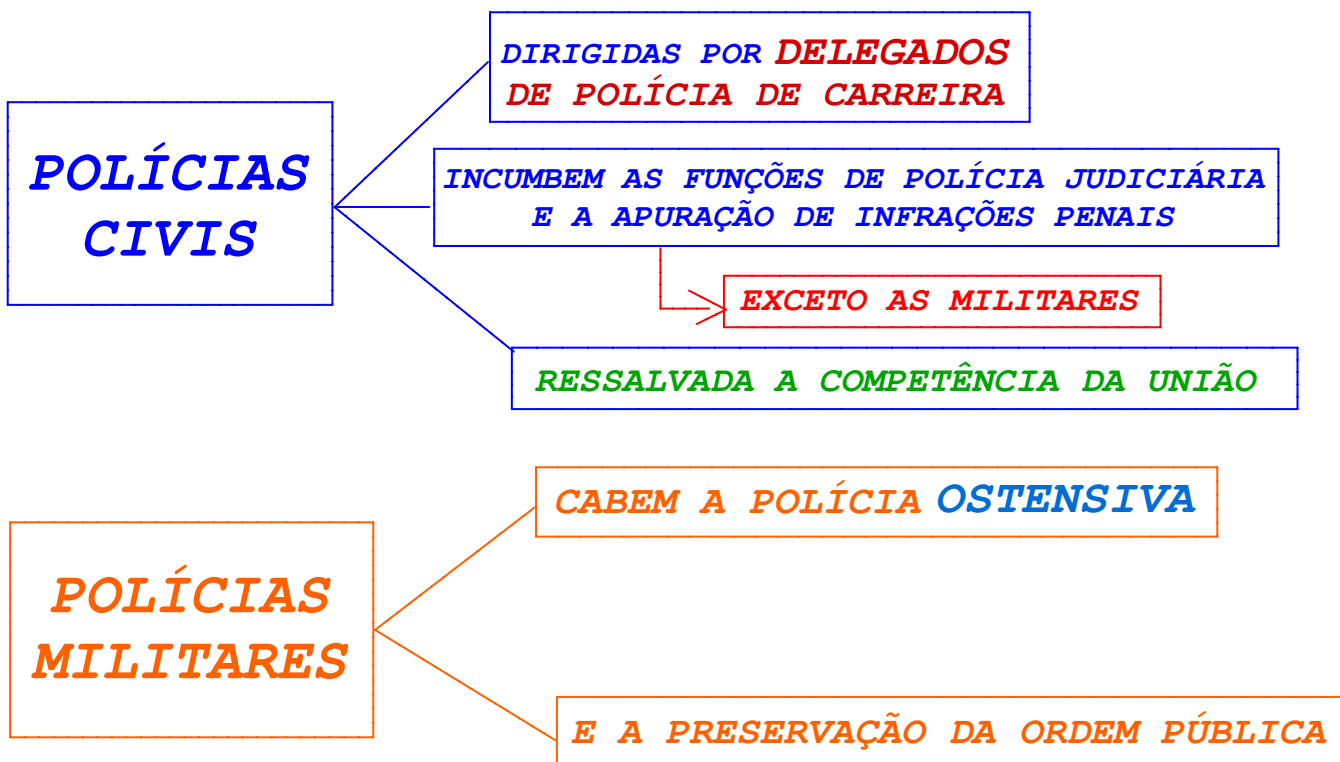 POLÍCIAS
CIVIS
DIRIGIDAS POR DELEGADOS
DE POLÍCIA DE CARREIRA
INCUMBEM AS FUNÇÕES DE POLÍCIA JUDICIÁRIA
E A APURAÇÃO DE INFRAÇÕES PENAIS
EXCETO AS MILITARES
RESSALVADA A COMPETÊNCIA DA UNIÃO
POLÍCIAS
MILITARES
CABEM A POLÍCIA OSTENSIVA
E A PRESERVAÇÃO DA ORDEM PÚBLICA